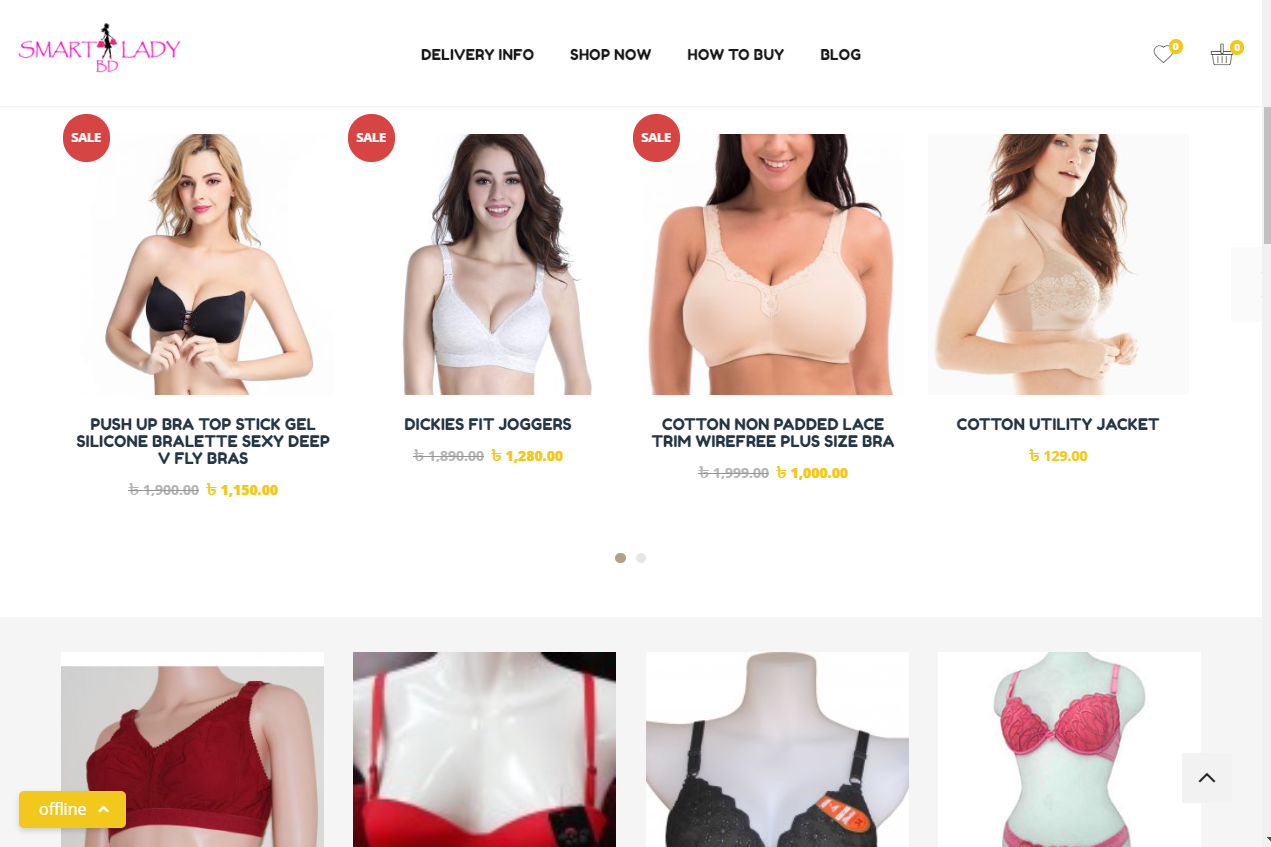 SMART LADY
BD
DELIVERY INFO
SHOP NOW
HOW TO BUY
BLOG
0
0
SALE
SALE
SALE
PUSH UP BRA TOP STICK GEL
SILICONE BRALETTE SEXY DEEP
V FLY BRAS
৳ 1,900.00 ৳ 1,150.00
DICKIES FIT JOGGERS
৳ 1,890.00 ৳ 1,280.00
COTTON NON PADDED LACE
TRIM WIREFREE PLUS SIZE BRA
৳ 1,999.00 ৳ 1,000.00
COTTON UTILITY JACKET
৳ 129.00
offline